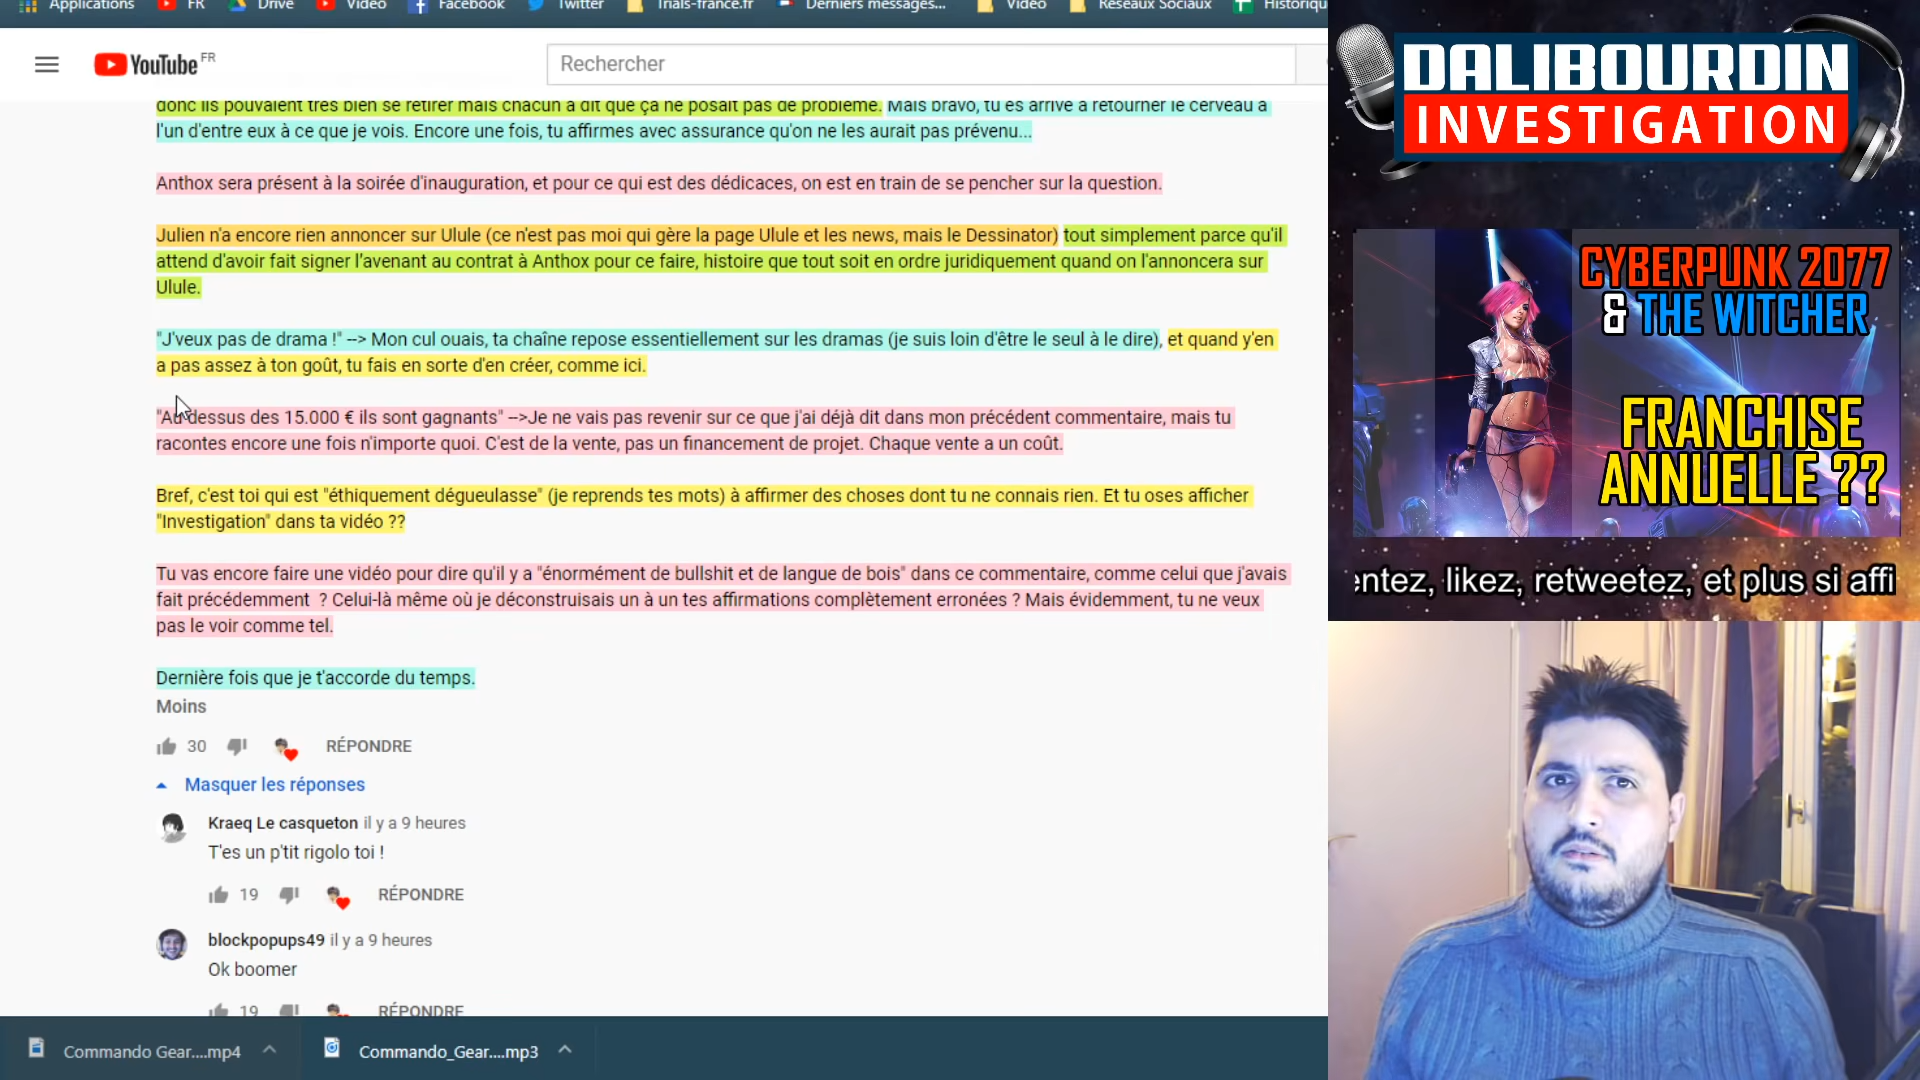 Applications
FR
Drive
Vidéo
Facebook
Twitter
Trials-france.fr
Derniers messages...
Vidéo
Réseaux Sociaux
Historiqu
YouTube FR
Rechercher
donc ils pouvaient très bien se retirer mais chacun a dit que ça ne posait pas de problème. Mais bravo, tu es arrivé à retourner le cerveau à
l'un d'entre eux à ce que je vois. Encore une fois, tu affirmes avec assurance qu'on ne les aurait pas prévenu...
Anthox sera présent à la soirée d'inauguration, et pour ce qui est des dédicaces, on est en train de se pencher sur la question.
Julien n'a encore rien annoncer sur Ulule (ce n'est pas moi qui gère la page Ulule et les news, mais le Dessinator) tout simplement parce qu'il
attend d'avoir fait signer l'avenant au contrat à Anthox pour ce faire, histoire que tout soit en ordre juridiquement quand on l'annoncera sur
Ulule.
"J'veux pas de drama !" --> Mon cul ouais, ta chaîne repose essentiellement sur les dramas (je suis loin d'être le seul à le dire), et quand y'en
a pas assez à ton goût, tu fais en sorte d'en créer, comme ici.
"Au dessus des 15.000 € ils sont gagnants" -->Je ne vais pas revenir sur ce que j'ai déjà dit dans mon précédent commentaire, mais tu
racontes encore une fois n'importe quoi. C'est de la vente, pas un financement de projet. Chaque vente a un coût.
Bref, c'est toi qui est "éthiquement dégueulasse" (je reprends tes mots) à affirmer des choses dont tu ne connais rien. Et tu oses afficher
"Investigation" dans ta vidéo ??
Tu vas encore faire une vidéo pour dire qu'il y a "énormément de bullshit et de langue de bois" dans ce commentaire, comme celui que j'avais
fait précédemment ? Celui-là même où je déconstruisais un à un tes affirmations complètement erronées ? Mais évidemment, tu ne veux
pas le voir comme tel.
Dernière fois que je t'accorde du temps.
Moins
30 RÉPONDRE
Masquer les réponses
Kraeq Le casqueton il y a 9 heures
T'es un p'tit rigolo toi !
19 RÉPONDRE
blockpopups49 il y a 9 heures
Ok boomer
19 RÉPONDRE
Commando Gear....mp4
Commando_Gear....mp3
DALIBOURDIN
INVESTIGATION
CYBERPUNK 2077
& THE WITCHER
FRANCHISE
ANNUELLE ??
entez, likez, retweetez, et plus si affi